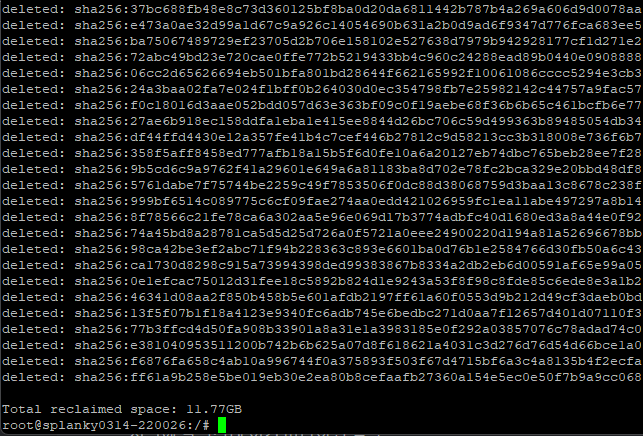 deleted: sha256:37bc688fb48e8c73d360125bf8ba0d20da6811442b787b4a269a606d9d0078aa
deleted: sha256:e473a0ae32d99a1d67c9a926c14054690b631a2b0d9ad6f9347d776fca683ee5
deleted: sha256:ba75067489729ef23705d2b706e158102e527638d7979b942928177cf1d271e2
deleted: sha256:72abc49bd23e720cae0ffe772b5219433bb4c960c24288ead89b0440e0908888
deleted: sha256:06cc2d65626694eb501bfa801bd28644f662165992f10061086cccc5294e3cb3
deleted: sha256:24a3baa02fa7e024f1bff0b264030d0ec354798fb7e25982142c44757a9fac57
deleted: sha256:f0c18016d3aae052bdd057d63e363bf09c0f19aebe68f36b6b65c461bcfb6e77
deleted: sha256:27ae6b918ec158ddfa1eba1e415ee8844d26bc706c59d499363b89485054db34
deleted: sha256:df44ffd4430e12a357fe41b4c7cef446b27812c9d58213cc3b318008e736f6b7
deleted: sha256:358f5aff8458ed777afb18a15b5f6d0fe10a6a20127eb74dbc765beb28ee7f28
deleted: sha256:9b5cd6c9a9762f41a29601e649a6a81183ba8d702e78fc2bca329e20bbd48df8
deleted: sha256:5761dabe7f75744be2259c49f7853506f0dc88d38068759d3baa13c8678c238f
deleted: sha256:999bf6514c089775c6cf09fae274aa0edd421026959fc1ea11abe497297a8b14
deleted: sha256:8f78566c21fe78ca6a302aa5e96e069d17b3774adbfc40d1680ed3a8a44e0f92
deleted: sha256:74a45bd8a28781ca5d5d25d726a0f5721a0eee24900220d194a81a52696678bb
deleted: sha256:98ca42be3ef2abc71f94b228363c893e6601ba0d76b1e2584766d30fb50a6c43
deleted: sha256:ca1730d8298c915a73994398ded99383867b8334a2db2eb6d00591af65e99a05
deleted: sha256:0e1efcac75012d31fee18c5892b824d1e9243a53f8f98c8fde85c6ede8e3a1b2
deleted: sha256:46341d08aa2f850b458b5e601afdb2197ff61a60f0553d9b212d49cf3daeb0bd
deleted: sha256:13f5f07b1f18a4123e9340fc6adb745e6bedbc271d0aa7f12657d401d07110f3
deleted: sha256:77b3ffcd4d50fa908b33901a8a31e1a3983185e0f292a03857076c78adad74c0
deleted: sha256:e381040953511200b742b6b625a07d8f618621a4031c3d276d76d54d66bce1a0
deleted: sha256:f6876fa658c4ab10a996744f0a375893f503f67d4715bf6a3c4a8135b4f2ecfa
deleted: sha256:ff61a9b258e5be019eb30e2ea80b8cefaafb27360a154e5ec0e50f7b9a9cc068
Total reclaimed space: 11.77GB
root@splanky0314-220026:/#